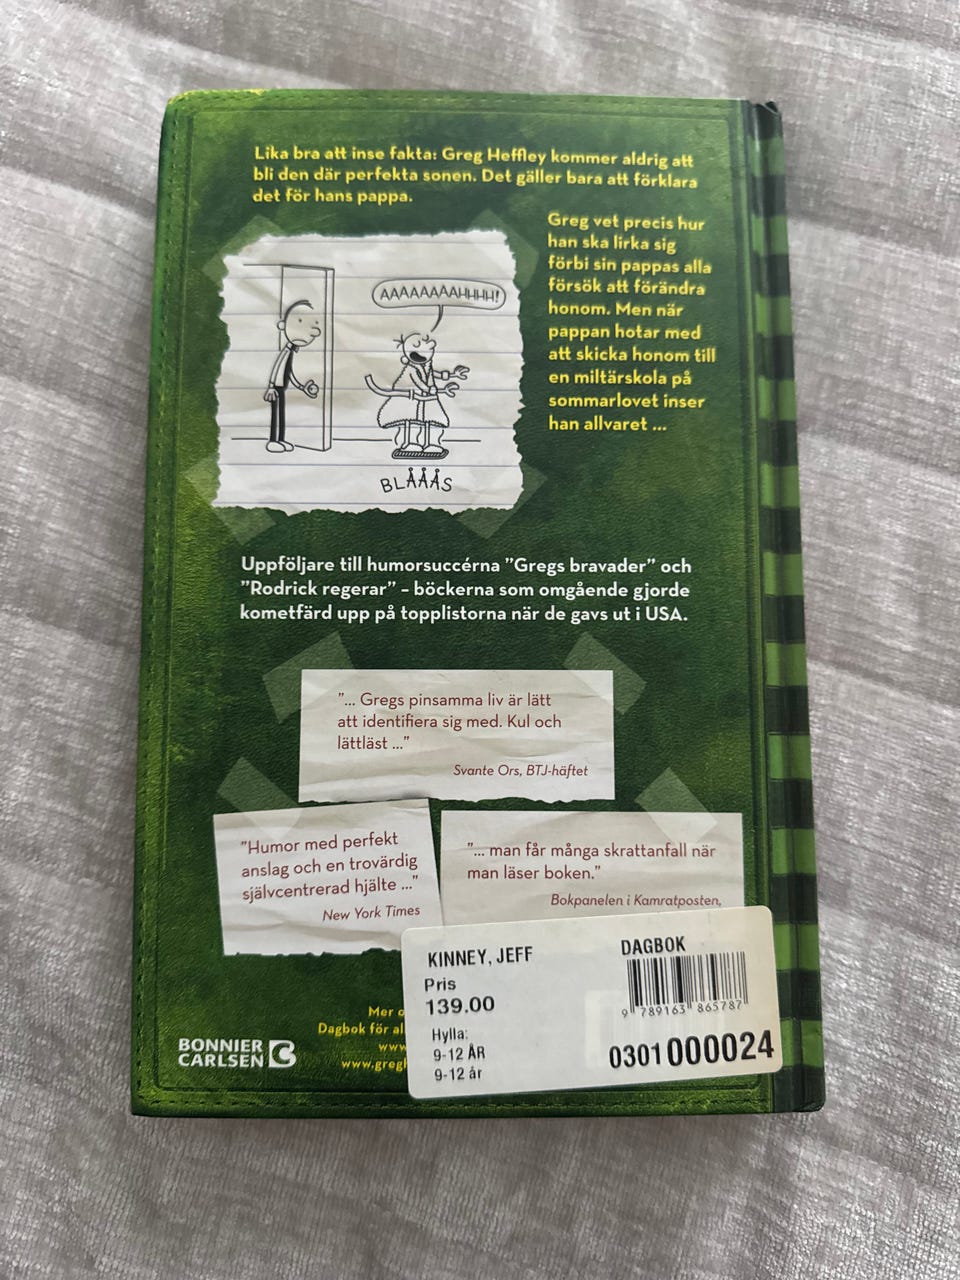 Lika bra att inse fakta: Greg Heffley kommer aldrig att
bli den där perfekta sonen. Det gäller bara att förklara
det för hans pappa.
Greg vet precis hur
han ska lirka sig
förbi sin pappas alla
försök att förändra
honom. Men när
pappan hotar med
att skicka honom till
en miltärskola på
sommarlovet inser
han allvaret ...
AAAAAAAAHHHH!
BLÅÅÅS
Uppföljare till humorsuccérna ”Gregs bravader” och
”Rodrick regerar” – böckerna som omgående gjorde
kometfärd upp på topplistorna när de gavs ut i USA.
”... Gregs pinsamma liv är lätt
att identifiera sig med. Kul och
lättläst ...”
Svante Ors, BTJ-häftet
”Humor med perfekt
anslag och en trovärdig
självcentrerad hjälte ...”
New York Times
”... man får många skrattanfall när
man läser boken.”
Bokpanelen i Kamratposten,
KINNEY, JEFF
DAGBOK
Pris
139.00
9 789163 865787
Hylla:
9-12 ÅR
9-12 år
0301000024
Mer
Dagbok för
BONNIER
CARLSEN